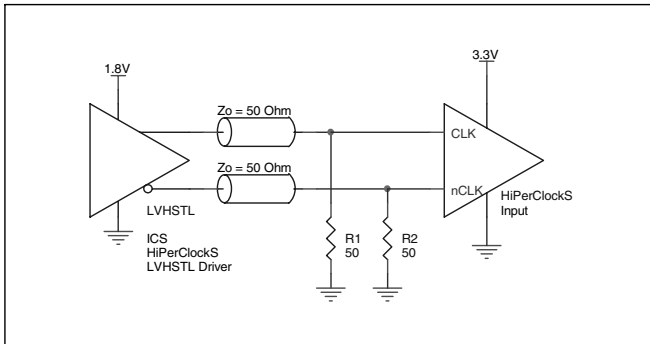 1.8V
3.3V
Zo = 50 Ohm
CLK
Zo = 50 Ohm
nCLK
HiPerClockS
Input
LVHSTL
ICS
HiPerClockS
LVHSTL Driver
R1
50
R2
50